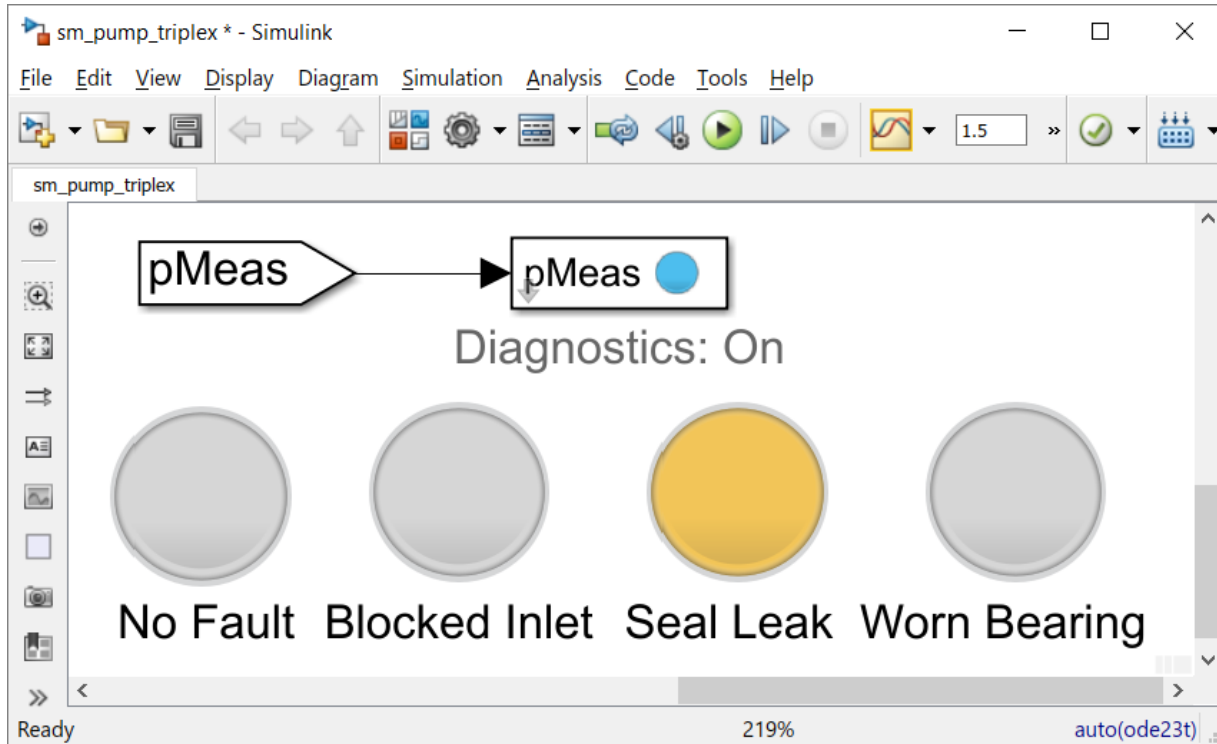 sm_pump_triplex * - Simulink
File Edit View Display Diagram Simulation Analysis Code Tools Help
1.5 »
sm_pump_triplex
pMeas pMeas
Diagnostics: On
No Fault Blocked Inlet Seal Leak Worn Bearing
Ready 219% auto(ode23t)